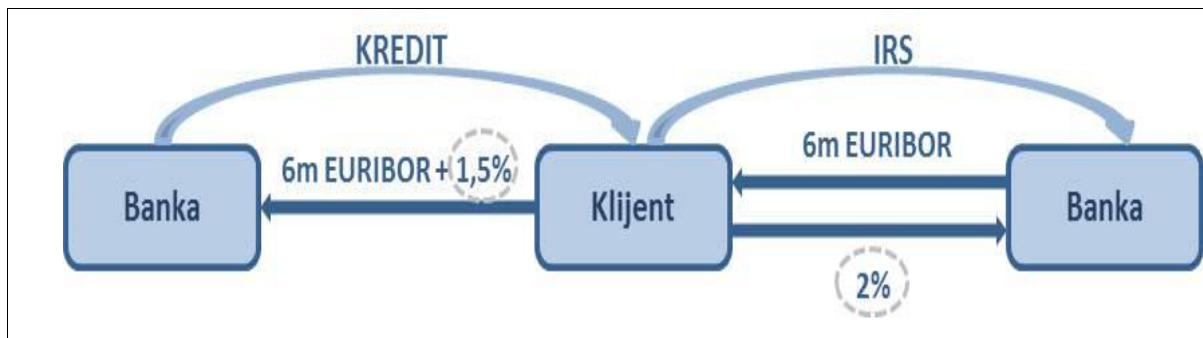 KREDIT
IRS
Banka
6m EURIBOR + 1,5%
Klijent
6m EURIBOR
2%
Banka